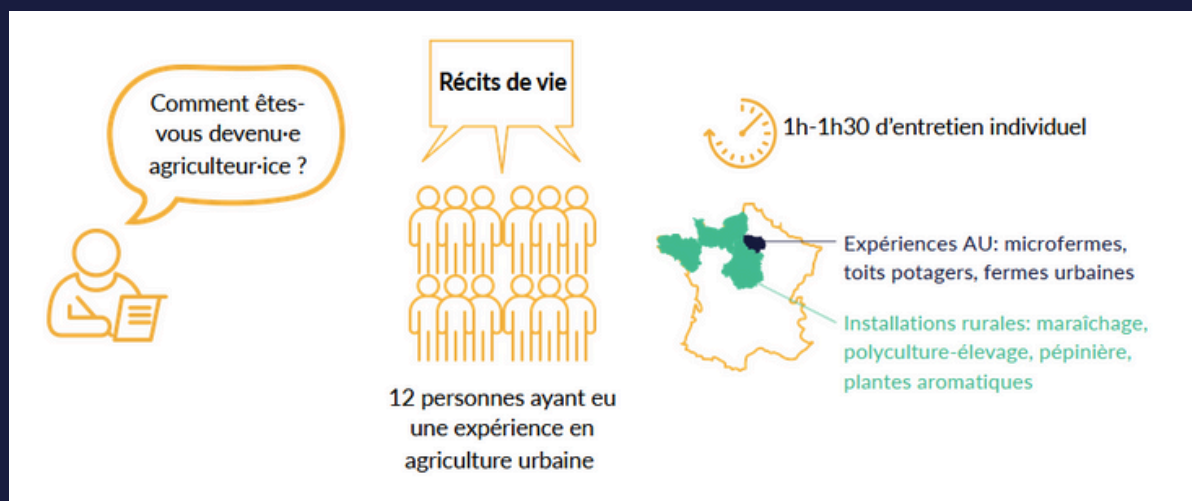 Comment êtes-
vous devenu·e
agriculteur·ice ?
Récits de vie
12 personnes ayant eu
une expérience en
agriculture urbaine
1h-1h30 d'entretien individuel
Expériences AU: microfermes,
toits potagers, fermes urbaines
Installations rurales: maraîchage,
polyculture-élevage, pépinière,
plantes aromatiques